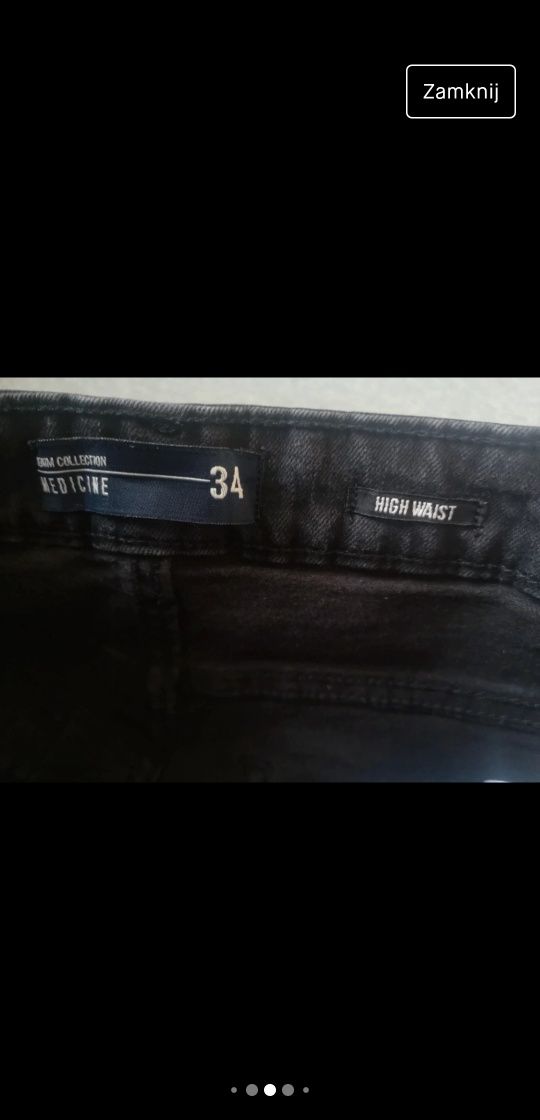 Zamknij
COLLECTION
MEDICINE
34
HIGH WAIST